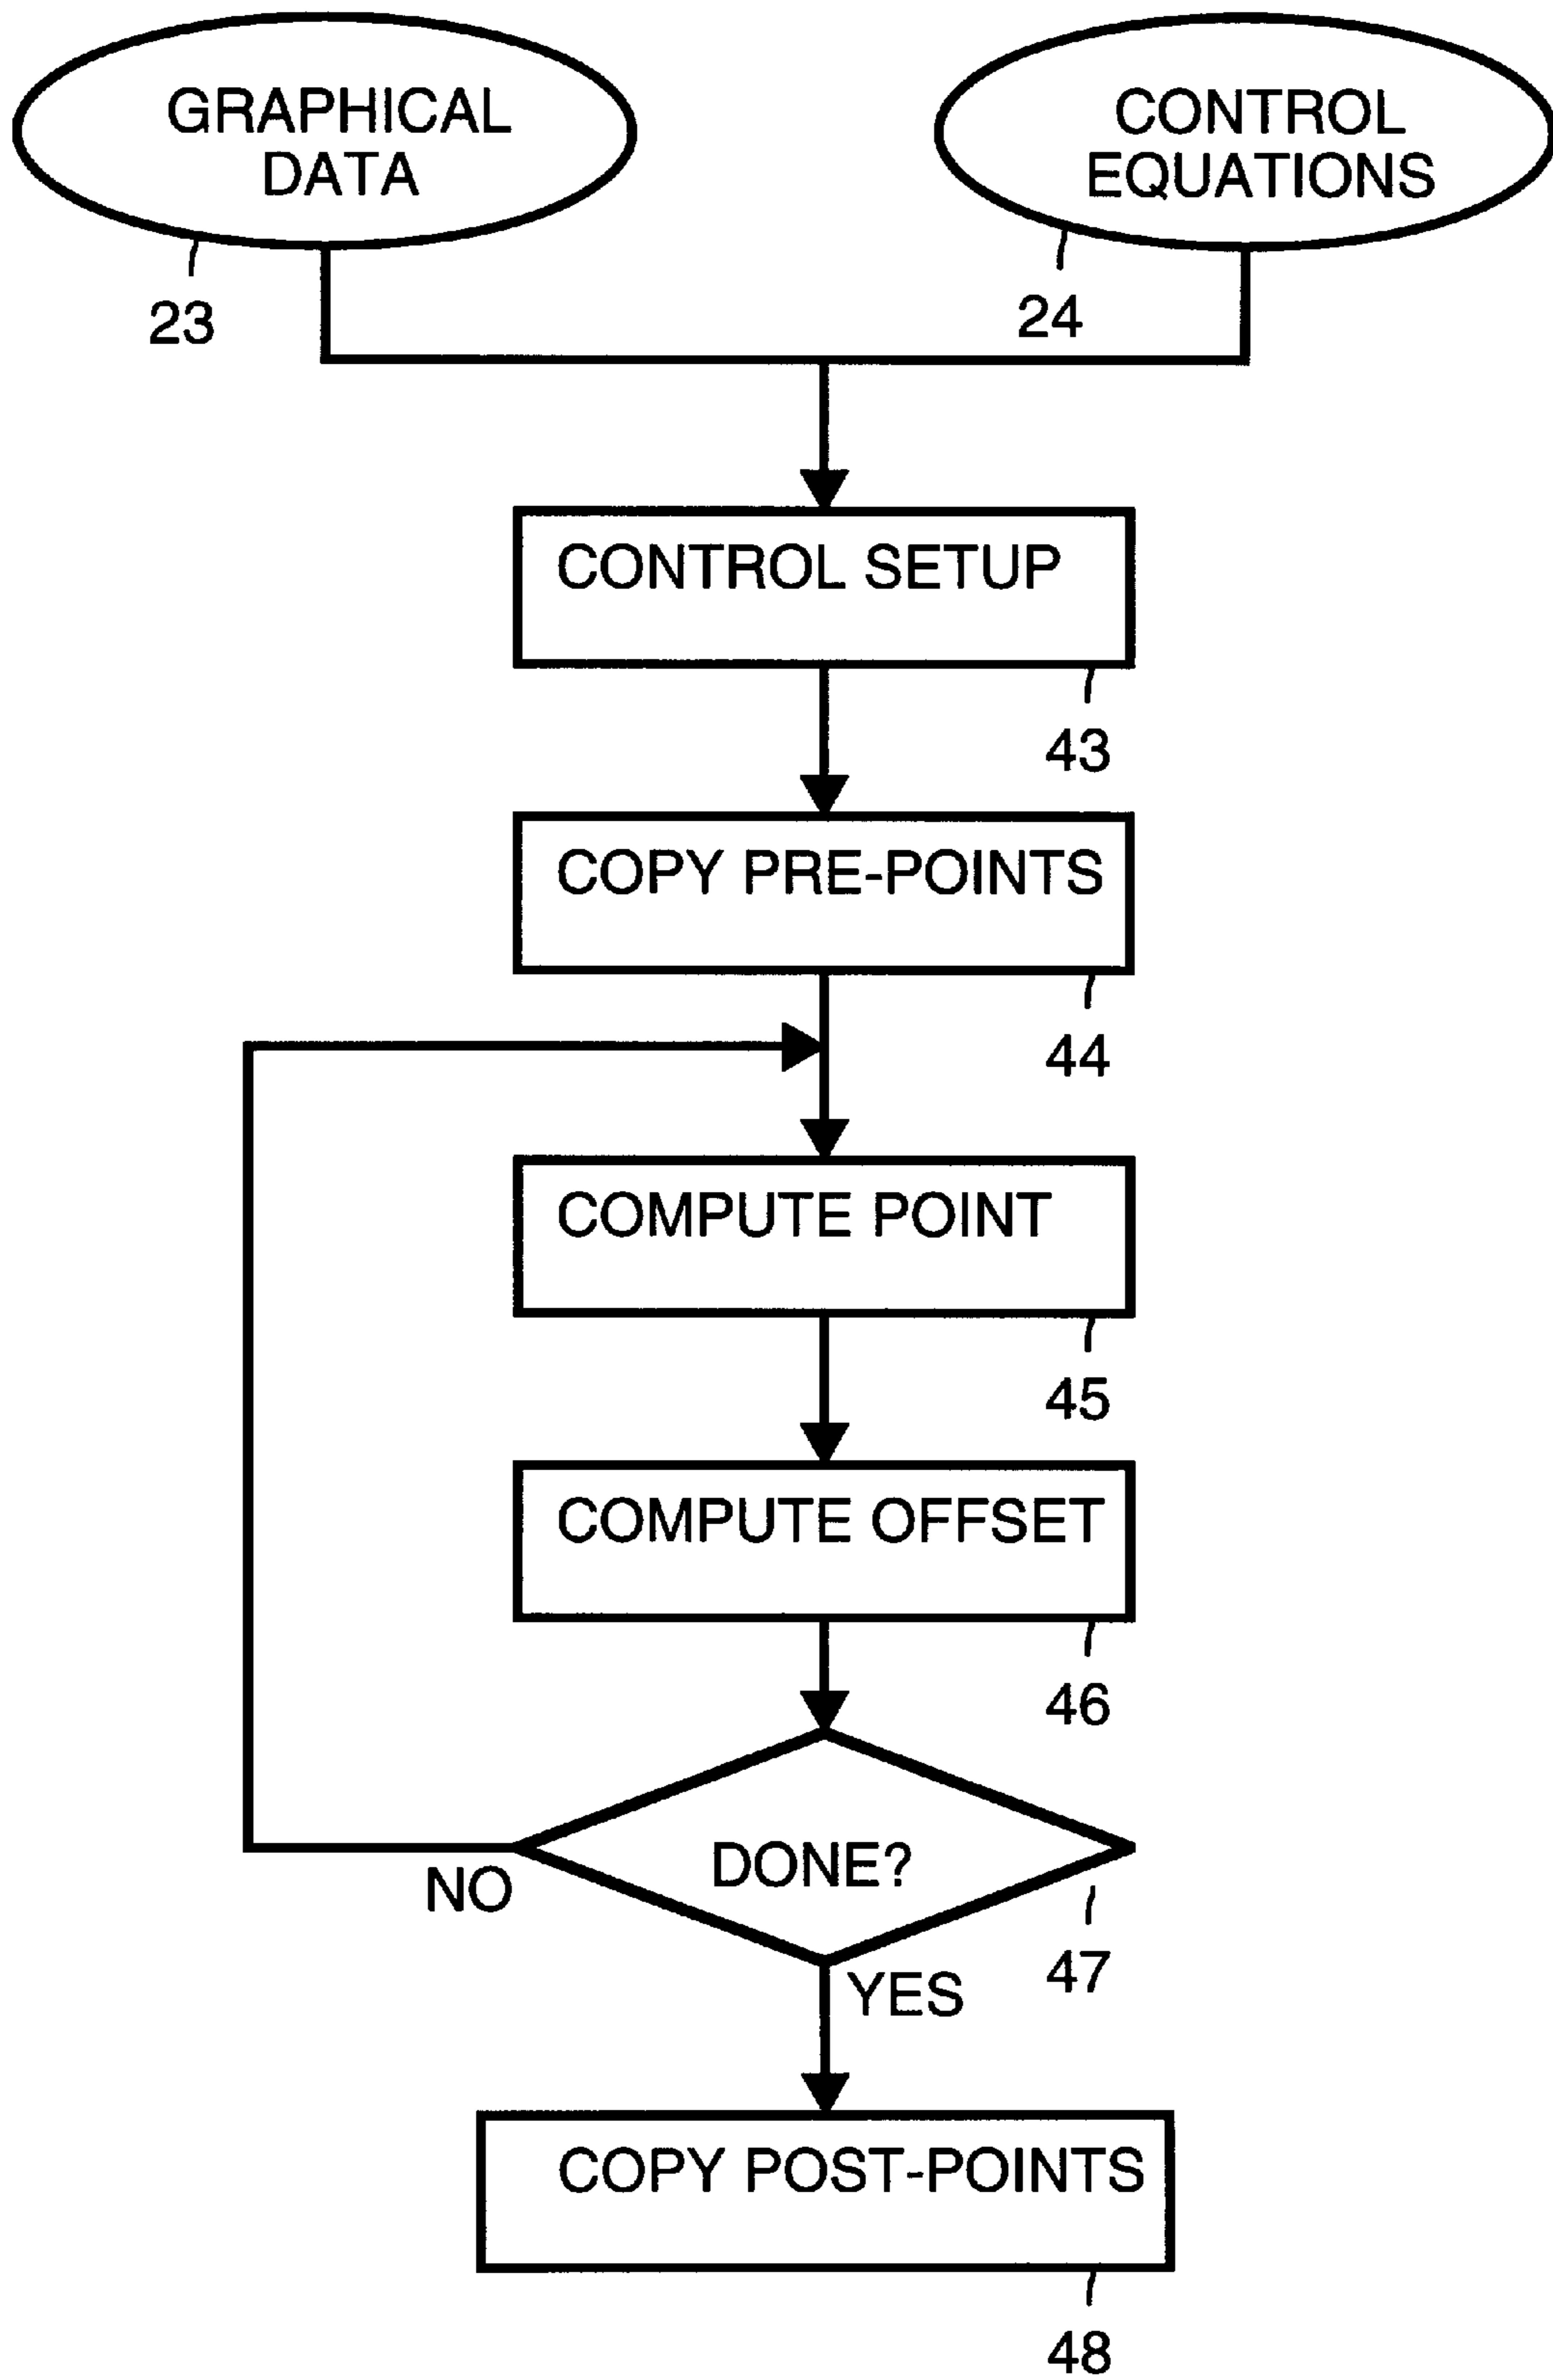 GRAPHICAL
DATA
23
CONTROL
EQUATIONS
24
CONTROL SETUP
43
COPY PRE-POINTS
44
COMPUTE POINT
45
COMPUTE OFFSET
46
DONE?
NO
47
YES
COPY POST-POINTS
48